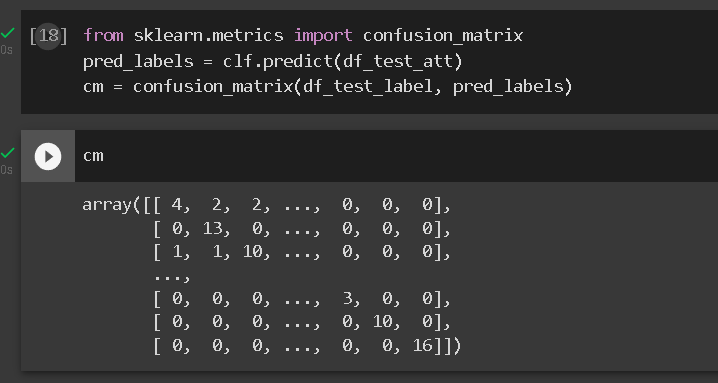 [18] from sklearn.metrics import confusion_matrix
0s
pred_labels = clf.predict(df_test_att)
cm = confusion_matrix(df_test_label, pred_labels)
cm
0s
array([[ 4, 2, 2, ..., 0, 0, 0],
[ 0, 13, 0, ..., 0, 0, 0],
[ 1, 1, 10, ..., 0, 0, 0],
...,
[ 0, 0, 0, ..., 3, 0, 0],
[ 0, 0, 0, ..., 0, 10, 0],
[ 0, 0, 0, ..., 0, 0, 16]])